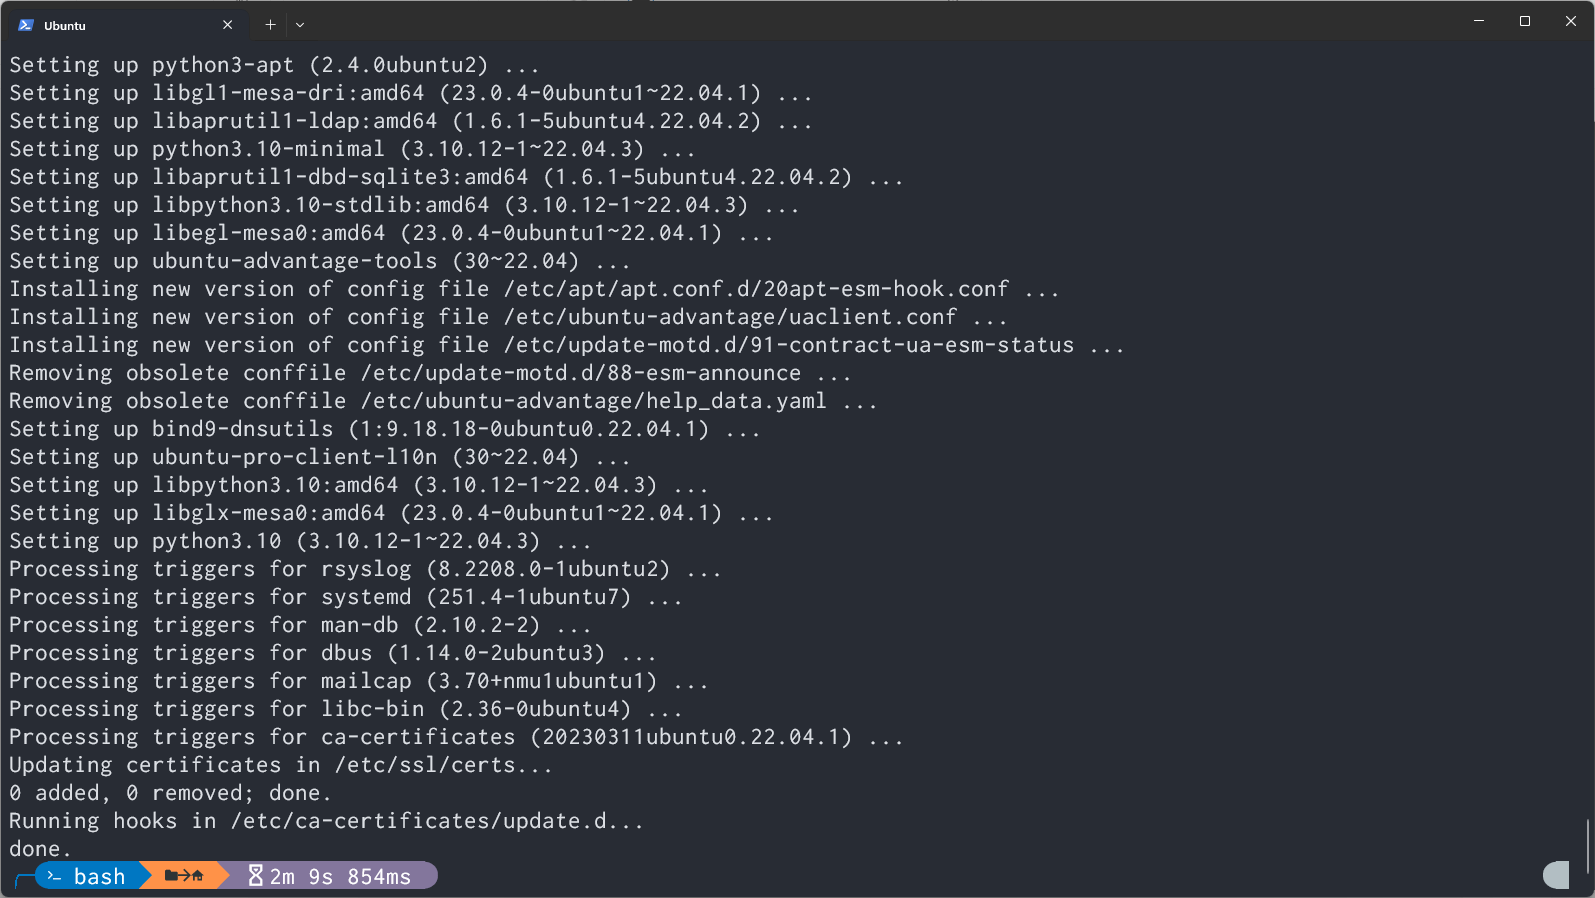 Ubuntu
Setting up python3-apt (2.4.0ubuntu2) ...
Setting up libgl1-mesa-dri:amd64 (23.0.4-0ubuntu1~22.04.1) ...
Setting up libaprutil1-ldap:amd64 (1.6.1-5ubuntu4.22.04.2) ...
Setting up python3.10-minimal (3.10.12-1~22.04.3) ...
Setting up libaprutil1-dbd-sqlite3:amd64 (1.6.1-5ubuntu4.22.04.2) ...
Setting up libpython3.10-stdlib:amd64 (3.10.12-1~22.04.3) ...
Setting up libegl-mesa0:amd64 (23.0.4-0ubuntu1~22.04.1) ...
Setting up ubuntu-advantage-tools (30~22.04) ...
Installing new version of config file /etc/apt/apt.conf.d/20apt-esm-hook.conf ...
Installing new version of config file /etc/ubuntu-advantage/uaclient.conf ...
Installing new version of config file /etc/update-motd.d/91-contract-ua-esm-status ...
Removing obsolete conffile /etc/update-motd.d/88-esm-announce ...
Removing obsolete conffile /etc/ubuntu-advantage/help_data.yaml ...
Setting up bind9-dnsutils (1:9.18.18-0ubuntu0.22.04.1) ...
Setting up ubuntu-pro-client-l10n (30~22.04) ...
Setting up libpython3.10:amd64 (3.10.12-1~22.04.3) ...
Setting up libglx-mesa0:amd64 (23.0.4-0ubuntu1~22.04.1) ...
Setting up python3.10 (3.10.12-1~22.04.3) ...
Processing triggers for rsyslog (8.2208.0-1ubuntu2) ...
Processing triggers for systemd (251.4-1ubuntu7) ...
Processing triggers for man-db (2.10.2-2) ...
Processing triggers for dbus (1.14.0-2ubuntu3) ...
Processing triggers for mailcap (3.70+nmu1ubuntu1) ...
Processing triggers for libc-bin (2.36-0ubuntu4) ...
Processing triggers for ca-certificates (20230311ubuntu0.22.04.1) ...
Updating certificates in /etc/ssl/certs...
0 added, 0 removed; done.
Running hooks in /etc/ca-certificates/update.d...
done.
bash 2m 9s 854ms